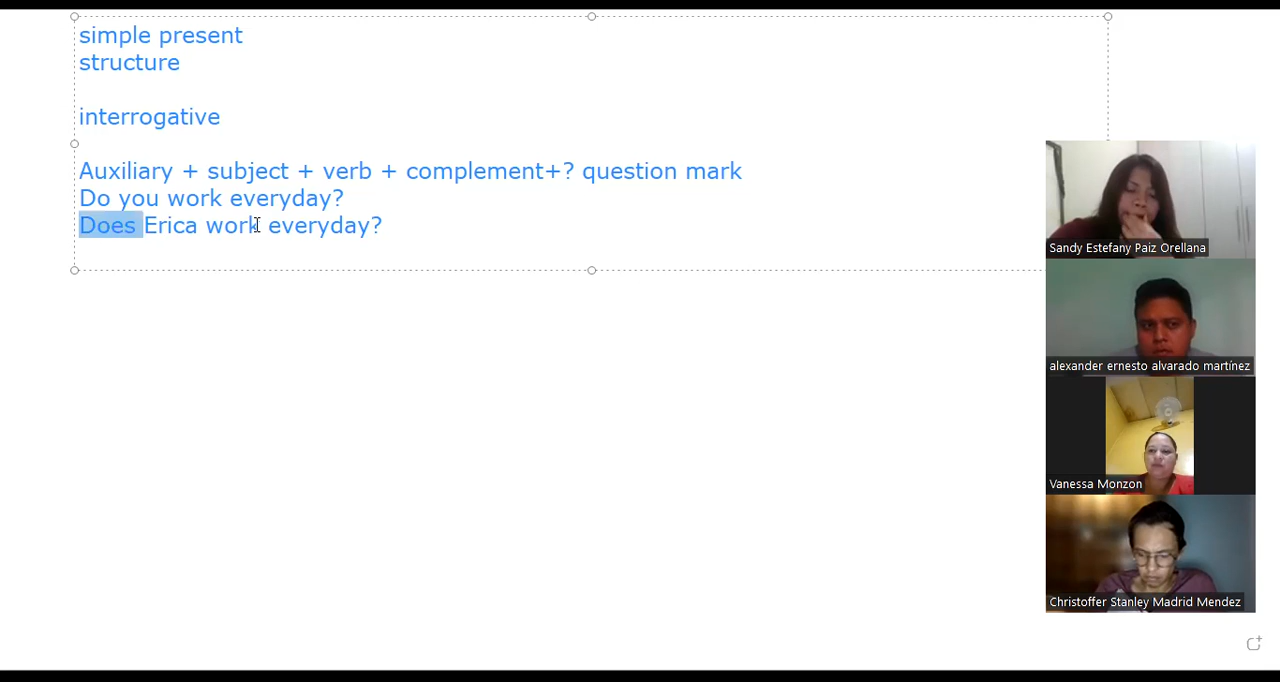 simple present
structure
interrogative
Auxiliary + subject + verb + complement+? question mark
Do you work everyday?
Does Erica work everyday?
Sandy Estefany Paiz Orellana
alexander ernesto alvarado martínez
Vanessa Monzon
Christoffer Stanley Madrid Mendez